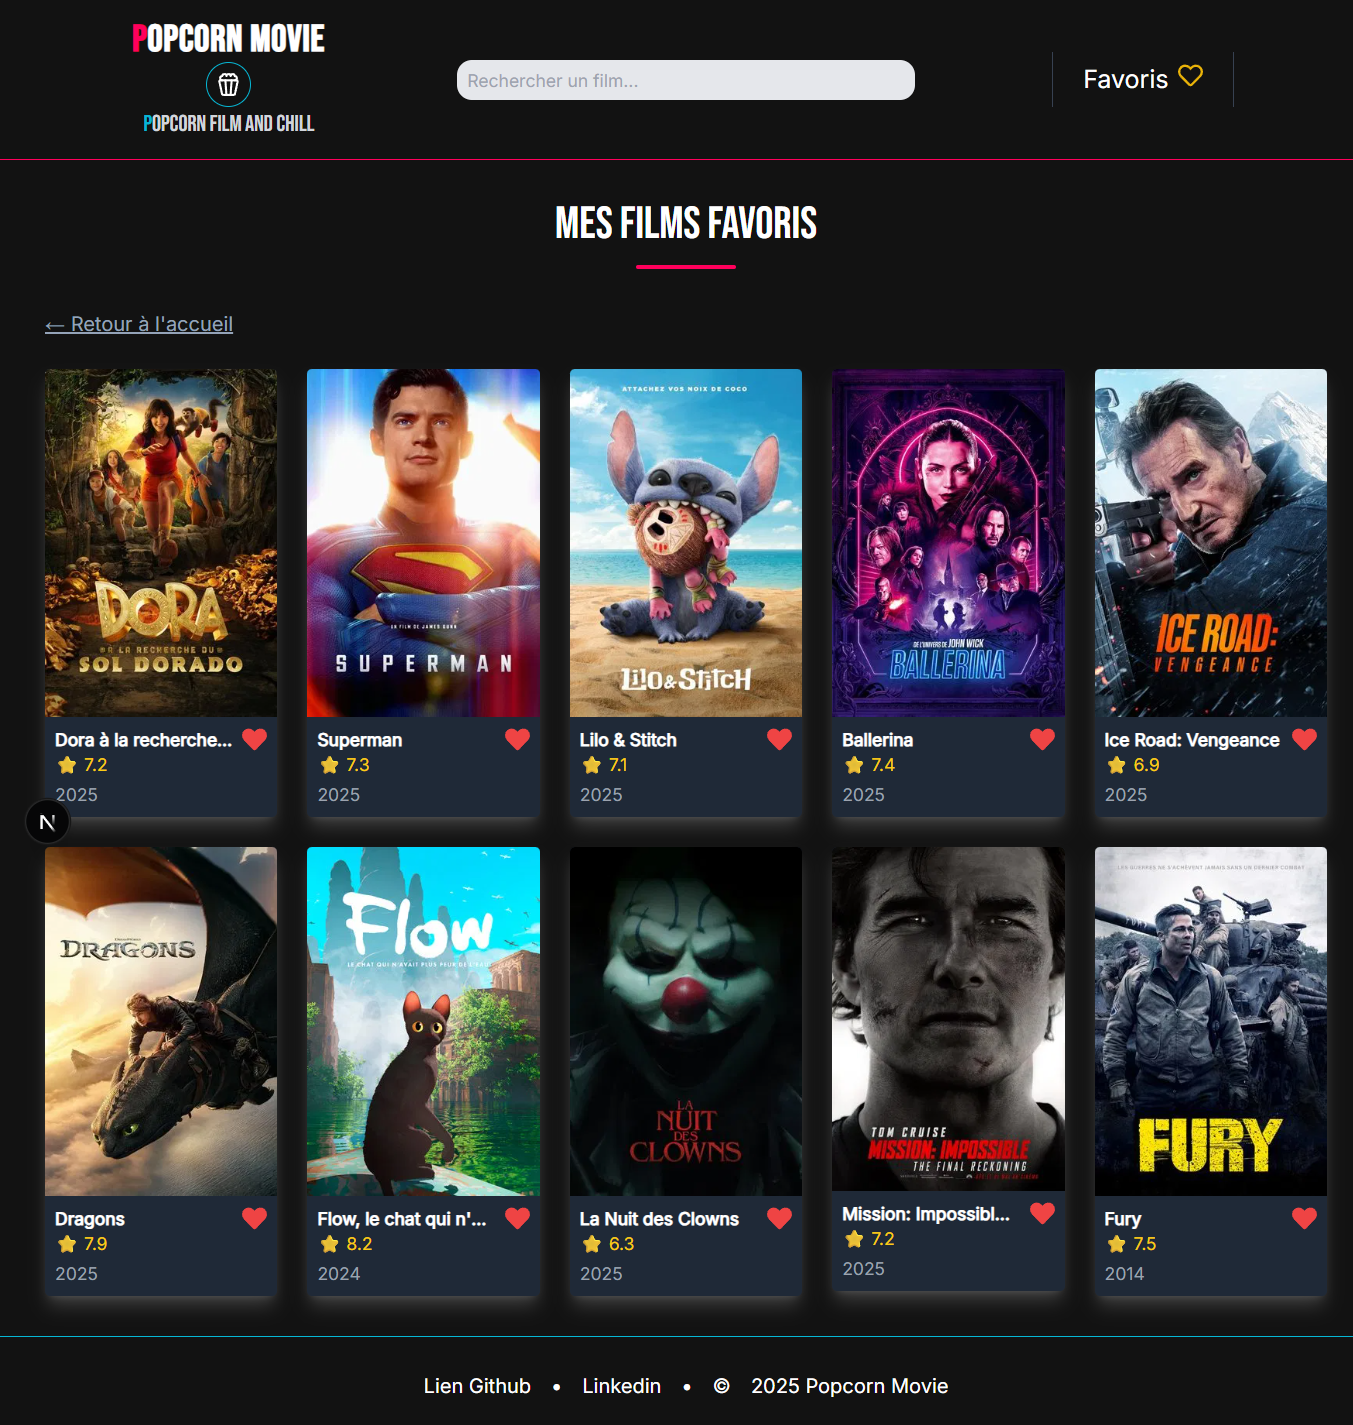 POPCORN MOVIE
POPCORN FILM AND CHILL
Rechercher un film...
Favoris
MES FILMS FAVORIS
← Retour à l'accueil
DORA
À LA RECHERCHE DU
SOL DORADO
UN FILM DE JAMES GUNN
SUPERMAN
ATTACHEZ VOS NOIX DE COCO
Lilo & Stitch
DE L'UNIVERS DE JOHN WICK
BALLERINA
ICE ROAD:
VENGEANCE
Dora à la recherche...
7.2
2025
Superman
7.3
2025
Lilo & Stitch
7.1
2025
Ballerina
7.4
2025
Ice Road: Vengeance
6.9
2025
N
DRAGONS
Flow
LE CHAT QUI N'AVAIT PLUS PEUR DE L'EAU
LA
NUIT
DES
CLOWNS
TOM CRUISE
MISSION: IMPOSSIBLE
THE FINAL RECKONING
LES GUERRES NE S'ACHÈVENT JAMAIS SANS UN DERNIER COMBAT
FURY
Dragons
7.9
2025
Flow, le chat qui n'...
8.2
2024
La Nuit des Clowns
6.3
2025
Mission: Impossibl...
7.2
2025
Fury
7.5
2014
Lien Github • Linkedin • © 2025 Popcorn Movie